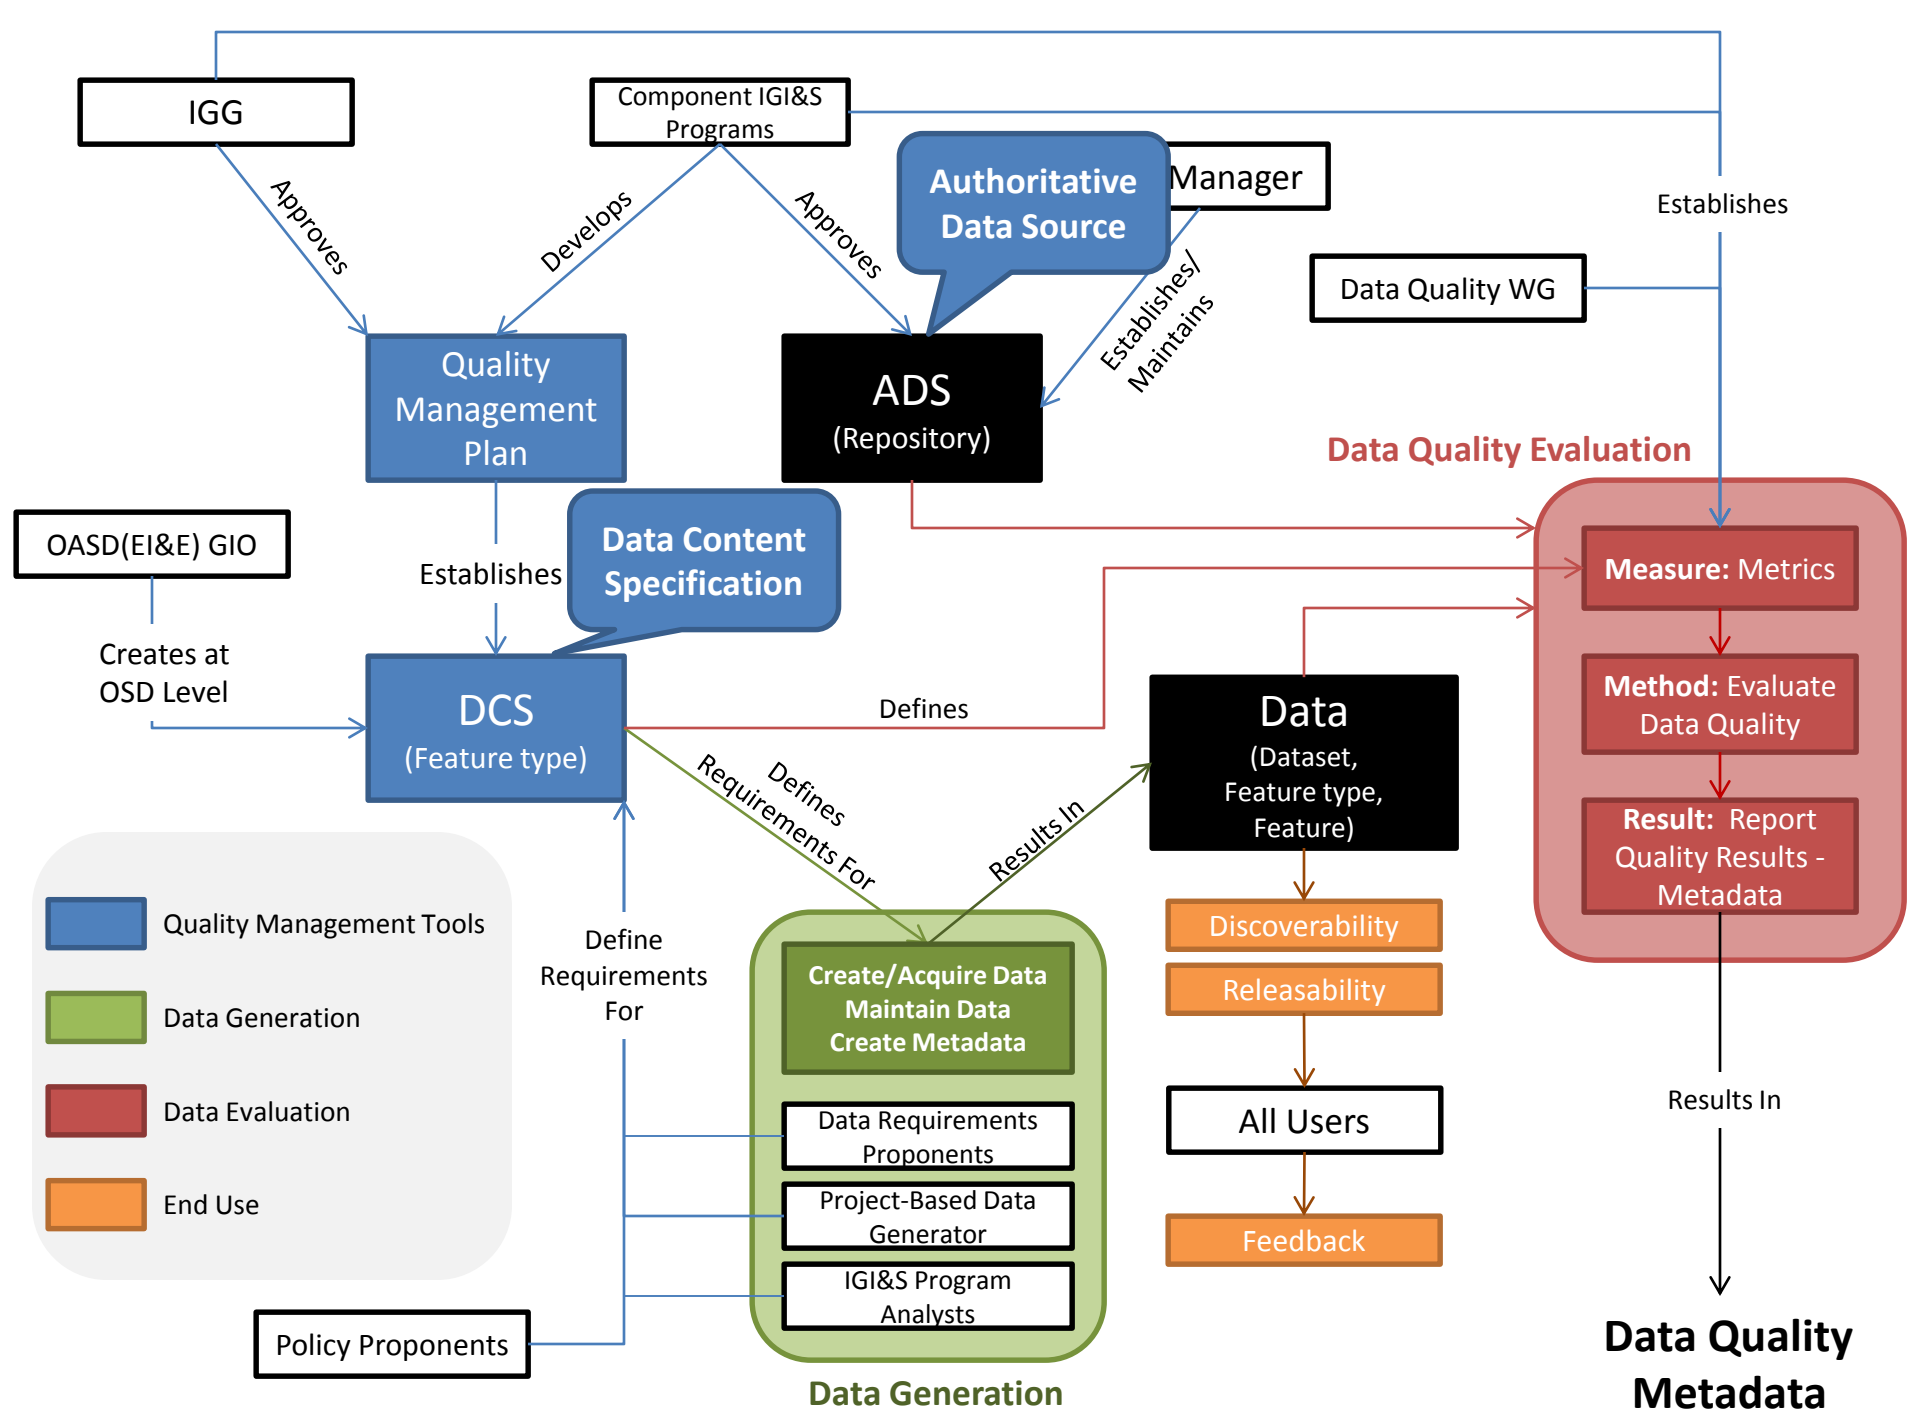 IGG
Component IGI&S
Programs
Authoritative
Data Source
Manager
Establishes
Approves
Develops
Approves
Establishes/
Maintains
Data Quality WG
Quality
Management
Plan
ADS
(Repository)
Data Quality Evaluation
OASD(EI&E) GIO
Establishes
Data Content
Specification
Measure: Metrics
Creates at
OSD Level
DCS
(Feature type)
Defines
Data
(Dataset,
Feature type,
Feature)
Method: Evaluate
Data Quality
Defines
Requirements For
Results In
Result:  Report
Quality Results -
Metadata
Quality Management Tools
Data Generation
Data Evaluation
End Use
Define
Requirements
For
Create/Acquire Data
Maintain Data
Create Metadata
Discoverability
Releasability
Data Requirements
Proponents
Project-Based Data
Generator
IGI&S Program
Analysts
All Users
Feedback
Results In
Policy Proponents
Data Generation
Data Quality
Metadata